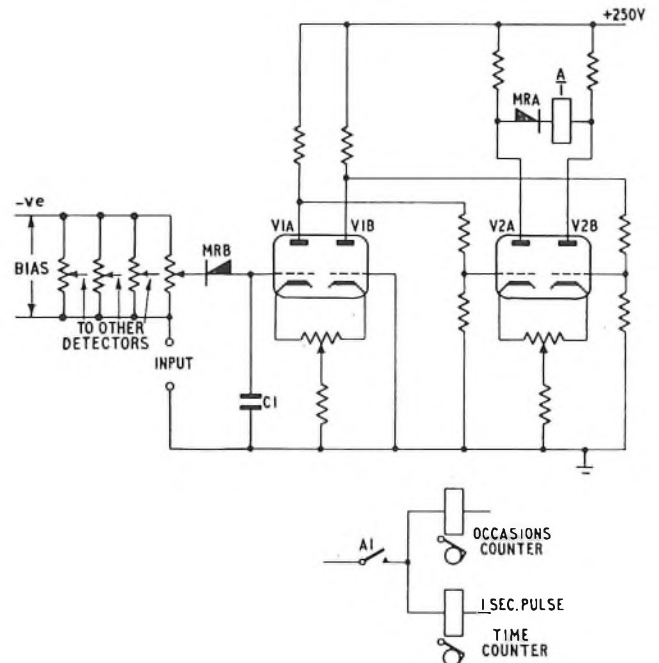 +250V
A
1
MRA
-ve
BIAS
MRB
V1A
V1B
V2A
V2B
TO OTHER
DETECTORS
INPUT
C1
A1
OCCASIONS
COUNTER
1 SEC. PULSE
TIME
COUNTER